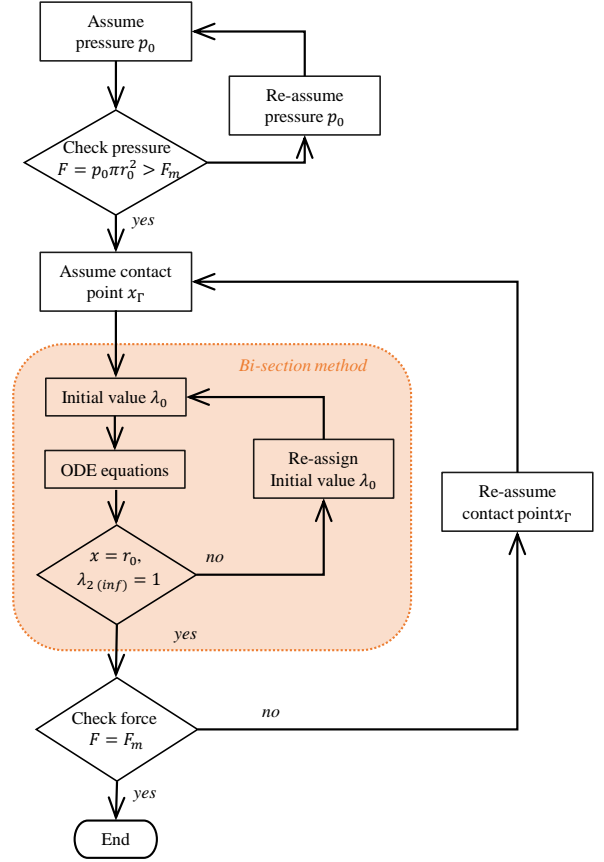 Assume
pressure p₀
Re-assume
pressure p₀
Check pressure
F = p₀πr₀² > Fₘ
yes
Assume contact
point x_Γ
Bi-section method
Initial value λ₀
ODE equations
Re-assign
Initial value λ₀
x = r₀,
λ₂ (inf) = 1
no
yes
Re-assume
contact pointx_Γ
Check force
F = Fₘ
no
yes
End